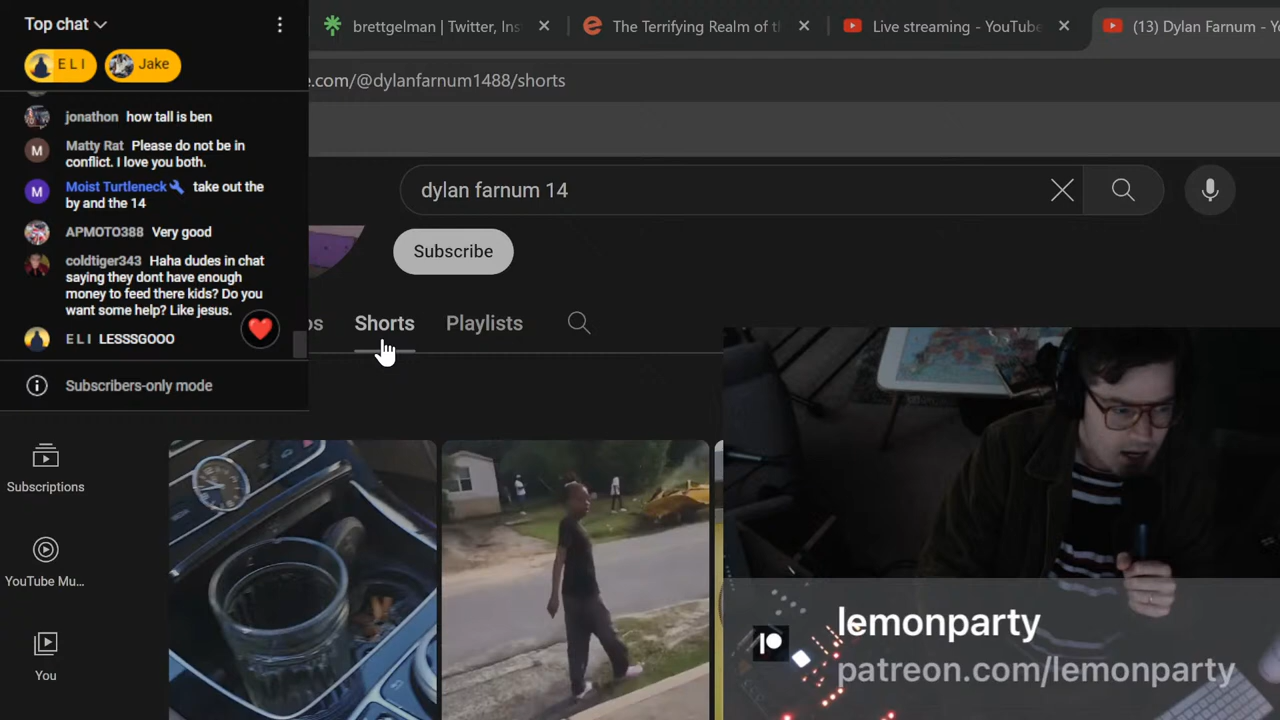 Top chat
E L I
Jake
jonathon how tall is ben
Matty Rat Please do not be in
conflict. I love you both.
Moist Turtleneck take out the
by and the 14
APMOTO388 Very good
coldtiger343 Haha dudes in chat
saying they dont have enough
money to feed there kids? Do you
want some help? Like jesus.
E L I LESSSGOOO
Subscribers-only mode
brettgelman | Twitter, Ins
The Terrifying Realm of t
Live streaming - YouTube
(13) Dylan Farnum - Y
e.com/@dylanfarnum1488/shorts
dylan farnum 14
Subscribe
os
Shorts
Playlists
Subscriptions
YouTube Mu...
You
lemonparty
patreon.com/lemonparty